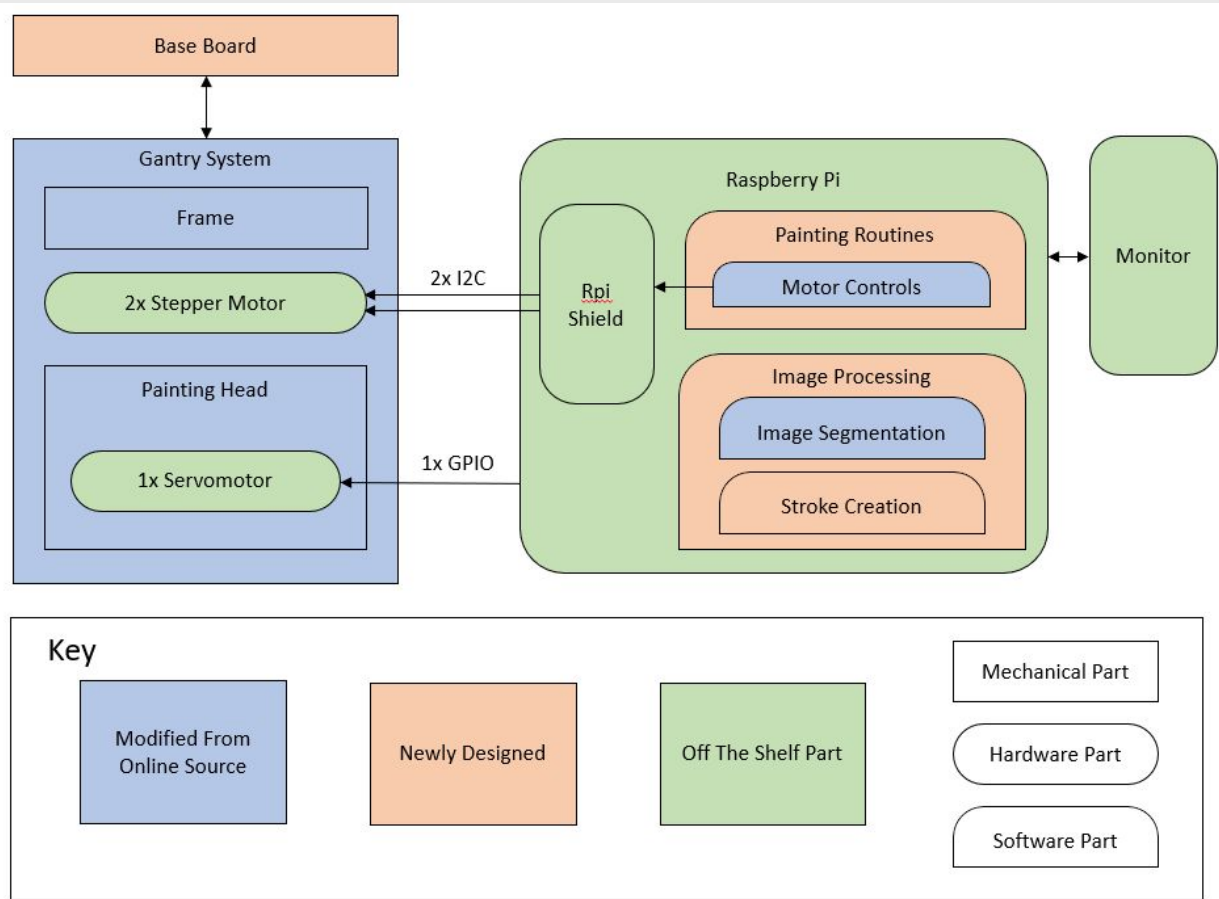 Base Board
Gantry System
Frame
2x Stepper Motor
Painting Head
1x Servomotor
2x I2C
1x GPIO
Raspberry Pi
Rpi
Shield
Painting Routines
Motor Controls
Image Processing
Image Segmentation
Stroke Creation
Monitor
Key
Modified From
Online Source
Newly Designed
Off The Shelf Part
Mechanical Part
Hardware Part
Software Part